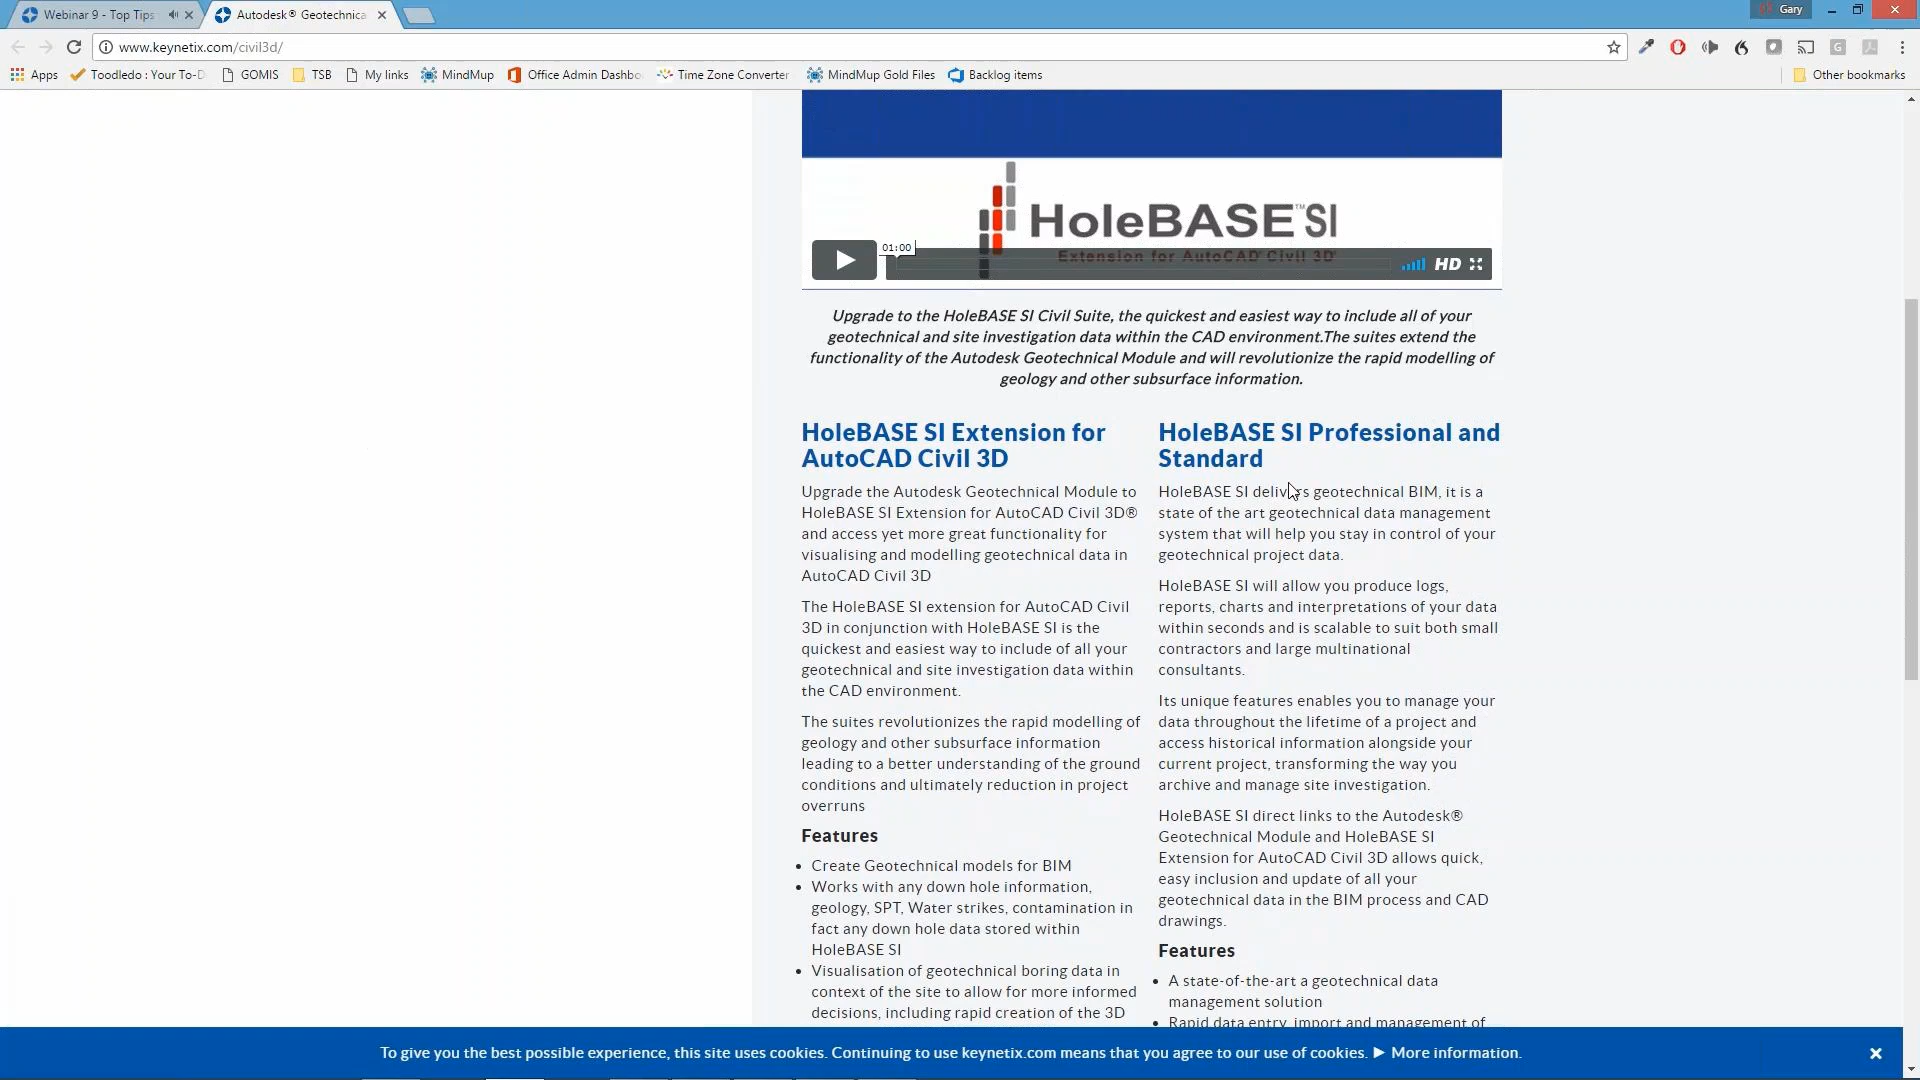 Webinar 9 - Top Tips
Autodesk® Geotechnica
Gary
www.keynetix.com/civil3d/
Apps
Toodledo : Your To-D
GOMIS
TSB
My links
MindMup
Office Admin Dashbo
Time Zone Converter
MindMup Gold Files
Backlog items
Other bookmarks
HoleBASE™ SI
Extension for AutoCAD® Civil 3D®
01:00
HD
Upgrade to the HoleBASE SI Civil Suite, the quickest and easiest way to include all of your
geotechnical and site investigation data within the CAD environment.The suites extend the
functionality of the Autodesk Geotechnical Module and will revolutionize the rapid modelling of
geology and other subsurface information.
HoleBASE SI Extension for
AutoCAD Civil 3D
Upgrade the Autodesk Geotechnical Module to
HoleBASE SI Extension for AutoCAD Civil 3D®
and access yet more great functionality for
visualising and modelling geotechnical data in
AutoCAD Civil 3D
The HoleBASE SI extension for AutoCAD Civil
3D in conjunction with HoleBASE SI is the
quickest and easiest way to include of all your
geotechnical and site investigation data within
the CAD environment.
The suites revolutionizes the rapid modelling of
geology and other subsurface information
leading to a better understanding of the ground
conditions and ultimately reduction in project
overruns
Features
• Create Geotechnical models for BIM
• Works with any down hole information,
geology, SPT, Water strikes, contamination in
fact any down hole data stored within
HoleBASE SI
• Visualisation of geotechnical boring data in
context of the site to allow for more informed
decisions, including rapid creation of the 3D
HoleBASE SI Professional and
Standard
HoleBASE SI delivers geotechnical BIM, it is a
state of the art geotechnical data management
system that will help you stay in control of your
geotechnical project data.
HoleBASE SI will allow you produce logs,
reports, charts and interpretations of your data
within seconds and is scalable to suit both small
contractors and large multinational
consultants.
Its unique features enables you to manage your
data throughout the lifetime of a project and
access historical information alongside your
current project, transforming the way you
archive and manage site investigation.
HoleBASE SI direct links to the Autodesk®
Geotechnical Module and HoleBASE SI
Extension for AutoCAD Civil 3D allows quick,
easy inclusion and update of all your
geotechnical data in the BIM process and CAD
drawings.
Features
• A state-of-the-art a geotechnical data
management solution
• Rapid data entry, import and management of
To give you the best possible experience, this site uses cookies. Continuing to use keynetix.com means that you agree to our use of cookies. ► More information.